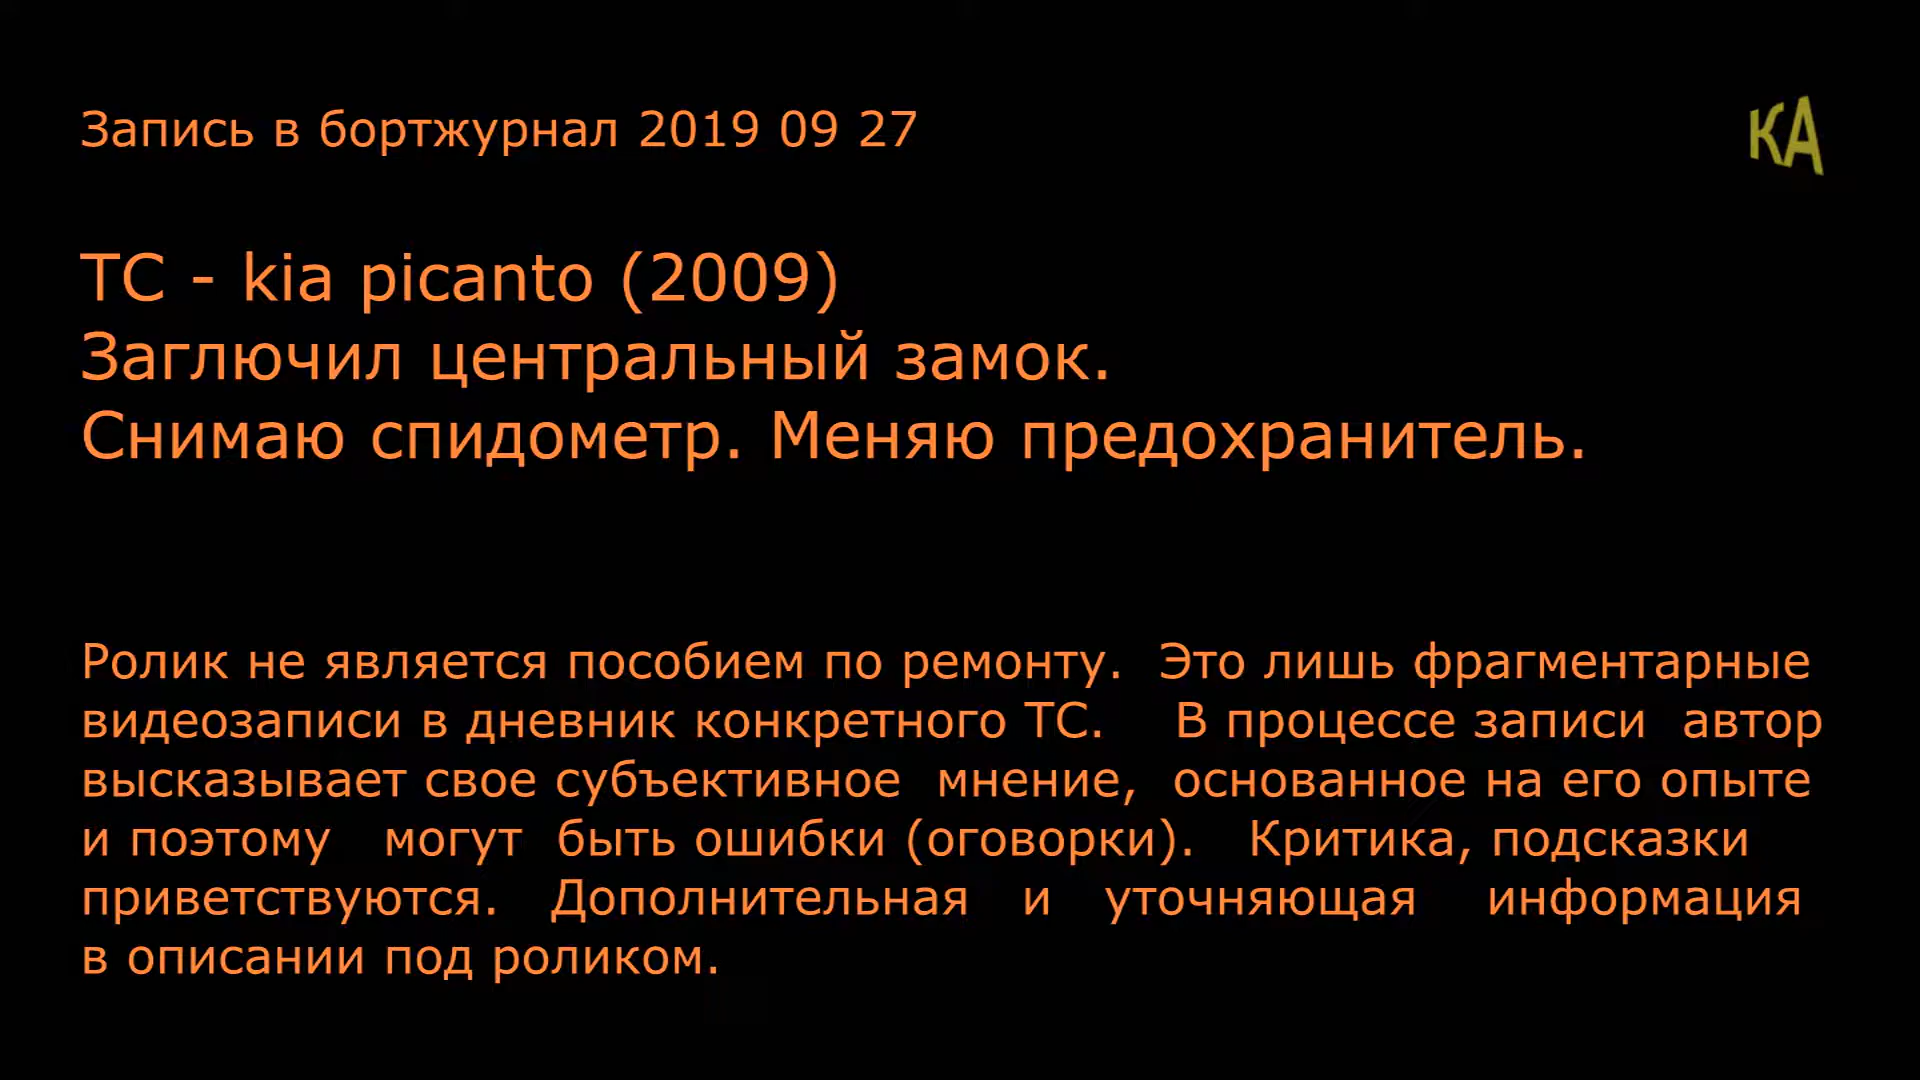 Запись в бортжурнал 2019 09 27
КА
ТС - kia picanto (2009)
Заглючил центральный замок.
Снимаю спидометр. Меняю предохранитель.
Ролик не является пособием по ремонту. Это лишь фрагментарные
видеозаписи в дневник конкретного ТС. В процессе записи автор
высказывает свое субъективное мнение, основанное на его опыте
и поэтому могут быть ошибки (оговорки). Критика, подсказки
приветствуются. Дополнительная и уточняющая информация
в описании под роликом.